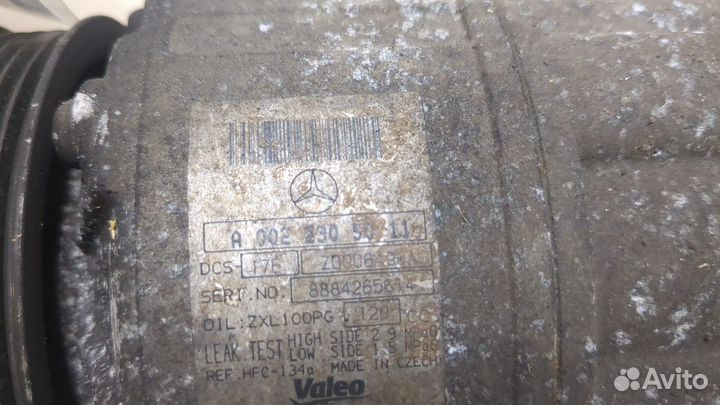 A 002 230 50 11
DCS- 17E Z0006481A
SERI.NO: 8884265614
OIL:ZXL100PG 120 CC
LEAK TEST HIGH SIDE 2.9 MPaG
LOW SIDE 1.5 MPaG
REF.HFC-134a MADE IN CZECH
Valeo
Avito